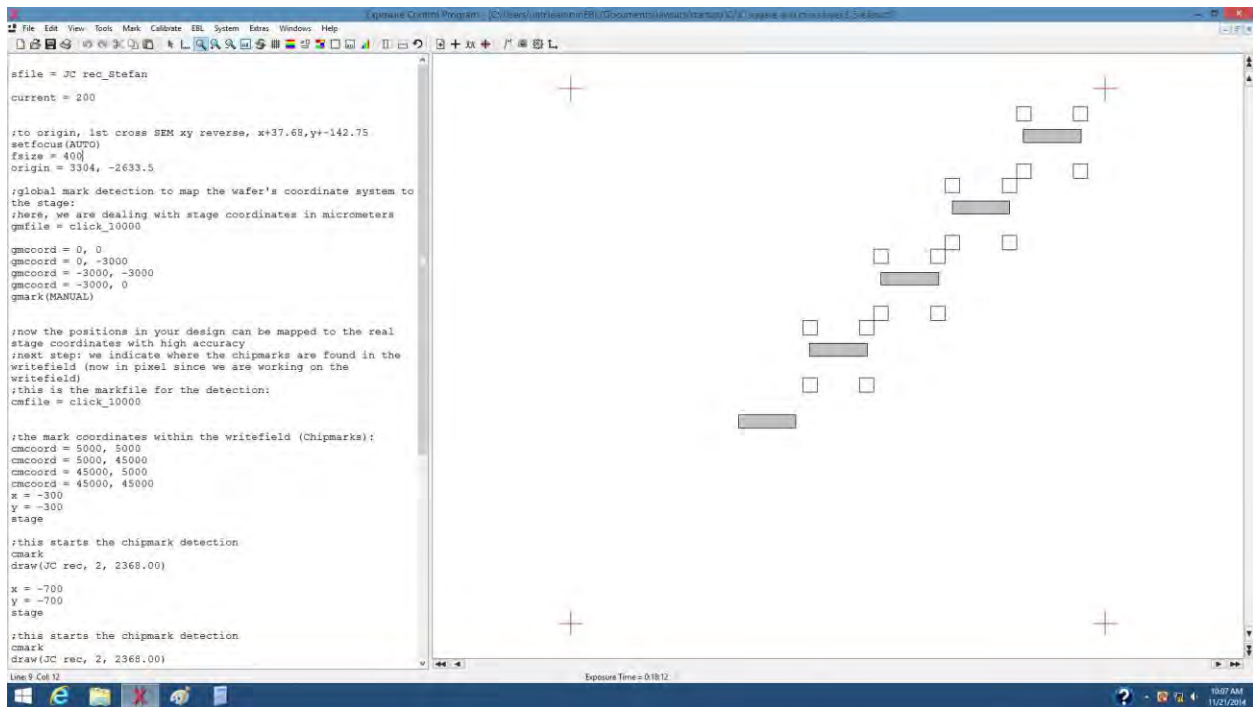 Exposure Control Program
File Edit View Tools Mark Calibrate EBL System Extras Windows Help
sfile = JC rec_Stefan
current = 200
;to origin, 1st cross SEM xy reverse, x+37.68,y+-142.75
setfocus(AUTO)
fsize = 400
origin = 3304, -2633.5
;global mark detection to map the wafer's coordinate system to
the stage:
;here, we are dealing with stage coordinates in micrometers
gmfile = click_10000
gmcoord = 0, 0
gmcoord = 0, -3000
gmcoord = -3000, -3000
gmcoord = -3000, 0
gmark(MANUAL)
;now the positions in your design can be mapped to the real
stage coordinates with high accuracy
;next step: we indicate where the chipmarks are found in the
writefield (now in pixel since we are working on the
writefield)
;this is the markfile for the detection:
cmfile = click_10000
;the mark coordinates within the writefield (Chipmarks):
cmcoord = 5000, 5000
cmcoord = 5000, 45000
cmcoord = 45000, 5000
cmcoord = 45000, 45000
x = -300
y = -300
stage
;this starts the chipmark detection
cmark
draw(JC rec, 2, 2368.00)
x = -700
y = -700
stage
;this starts the chipmark detection
cmark
draw(JC rec, 2, 2368.00)
Line: 9 Col: 12
Exposure Time = 0:18:12
10:07 AM
11/21/2014